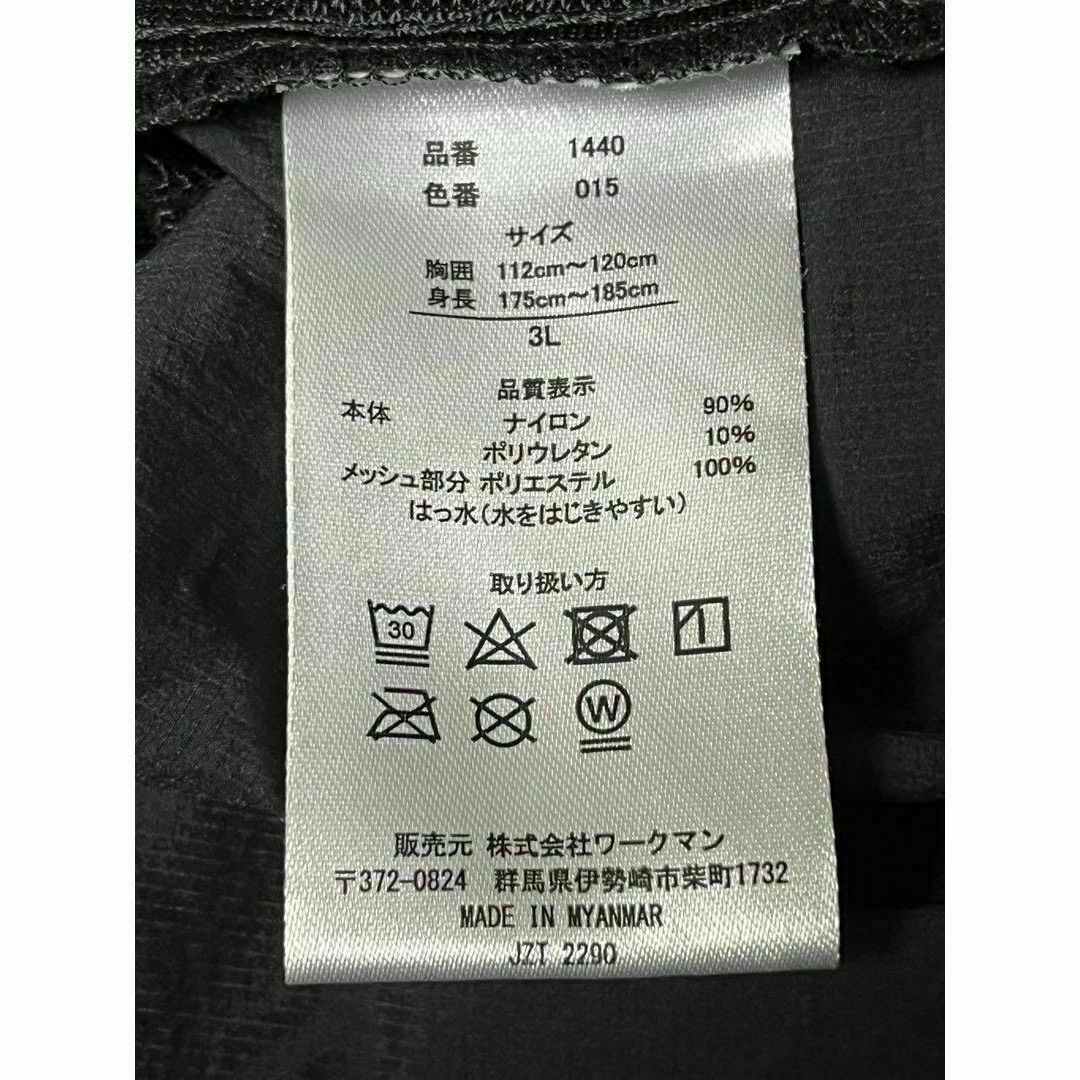 品番 1440
色番 015
サイズ
胸囲 112cm～120cm
身長 175cm～185cm
3L
品質表示
本体 ナイロン 90%
ポリウレタン 10%
メッシュ部分 ポリエステル 100%
はっ水(水をはじきやすい)
取り扱い方
30
W
販売元 株式会社ワークマン
〒372-0824 群馬県伊勢崎市柴町1732
MADE IN MYANMAR
JZT 2290